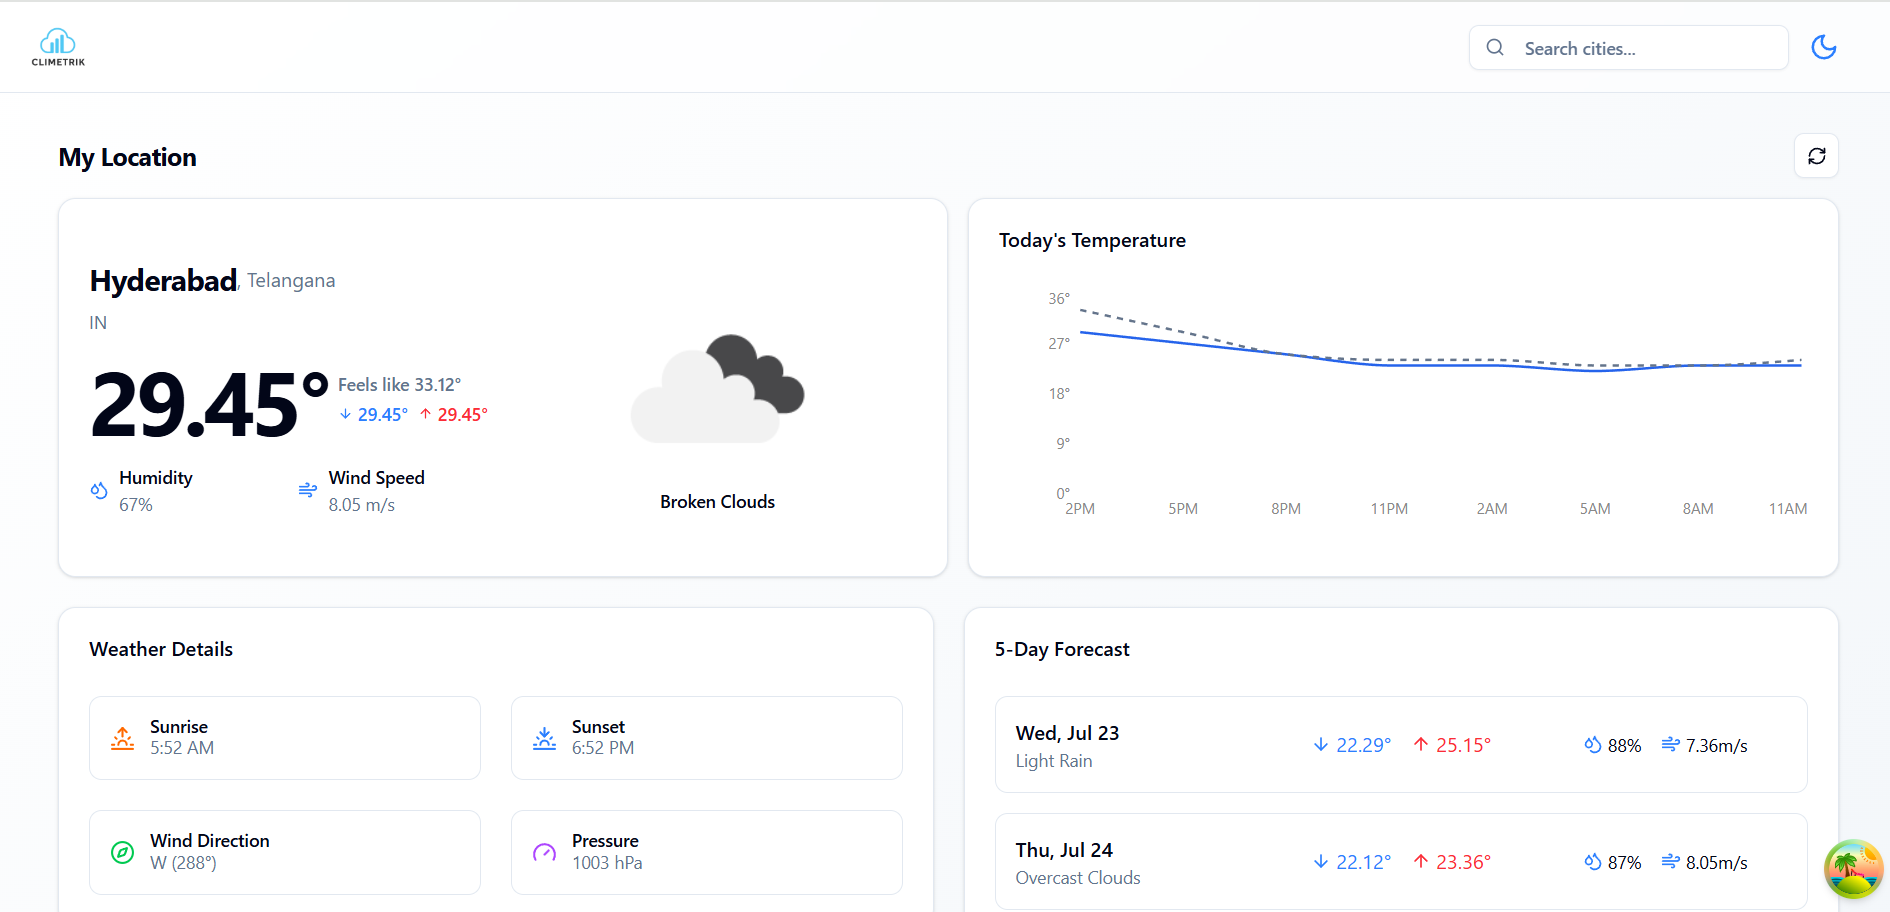 CLIMETRIK
Search cities...
My Location
Hyderabad, Telangana
IN
29.45°
Feels like 33.12°
↓ 29.45° ↑ 29.45°
Humidity
67%
Wind Speed
8.05 m/s
Broken Clouds
Today's Temperature
36°
27°
18°
9°
0°
2PM 5PM 8PM 11PM 2AM 5AM 8AM 11AM
Weather Details
Sunrise
5:52 AM
Sunset
6:52 PM
Wind Direction
W (288°)
Pressure
1003 hPa
5-Day Forecast
Wed, Jul 23
Light Rain
↓ 22.29° ↑ 25.15° 88% 7.36m/s
Thu, Jul 24
Overcast Clouds
↓ 22.12° ↑ 23.36° 87% 8.05m/s